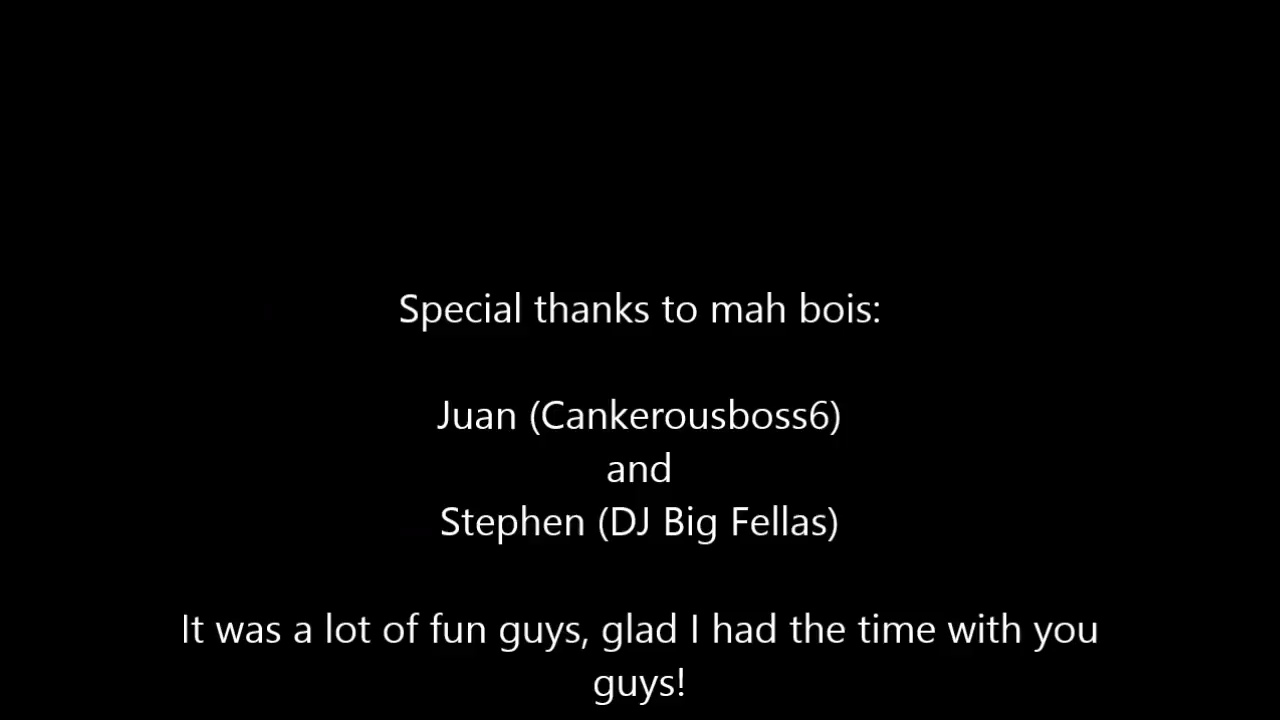 Special thanks to mah bois:
Juan (Cankerousboss6)
and
Stephen (DJ Big Fellas)
It was a lot of fun guys, glad I had the time with you
guys!